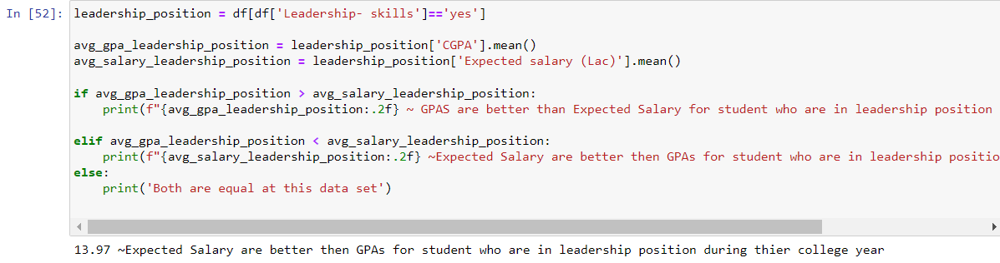 In [52]: leadership_position = df[df['Leadership- skills']=='yes']
avg_gpa_leadership_position = leadership_position['CGPA'].mean()
avg_salary_leadership_position = leadership_position['Expected salary (Lac)'].mean()
if avg_gpa_leadership_position > avg_salary_leadership_position:
print(f"{avg_gpa_leadership_position:.2f} ~ GPAS are better than Expected Salary for student who are in leadership position
elif avg_gpa_leadership_position < avg_salary_leadership_position:
print(f"{avg_salary_leadership_position:.2f} ~Expected Salary are better then GPAs for student who are in leadership positio
else:
print('Both are equal at this data set')
13.97 ~Expected Salary are better then GPAs for student who are in leadership position during thier college year